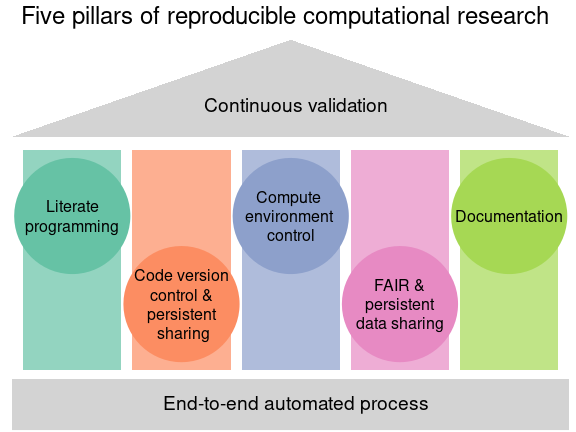 Five pillars of reproducible computational research
Continuous validation
Literate
programming
Code version
control &
persistent
sharing
Compute
environment
control
FAIR &
persistent
data sharing
Documentation
End-to-end automated process